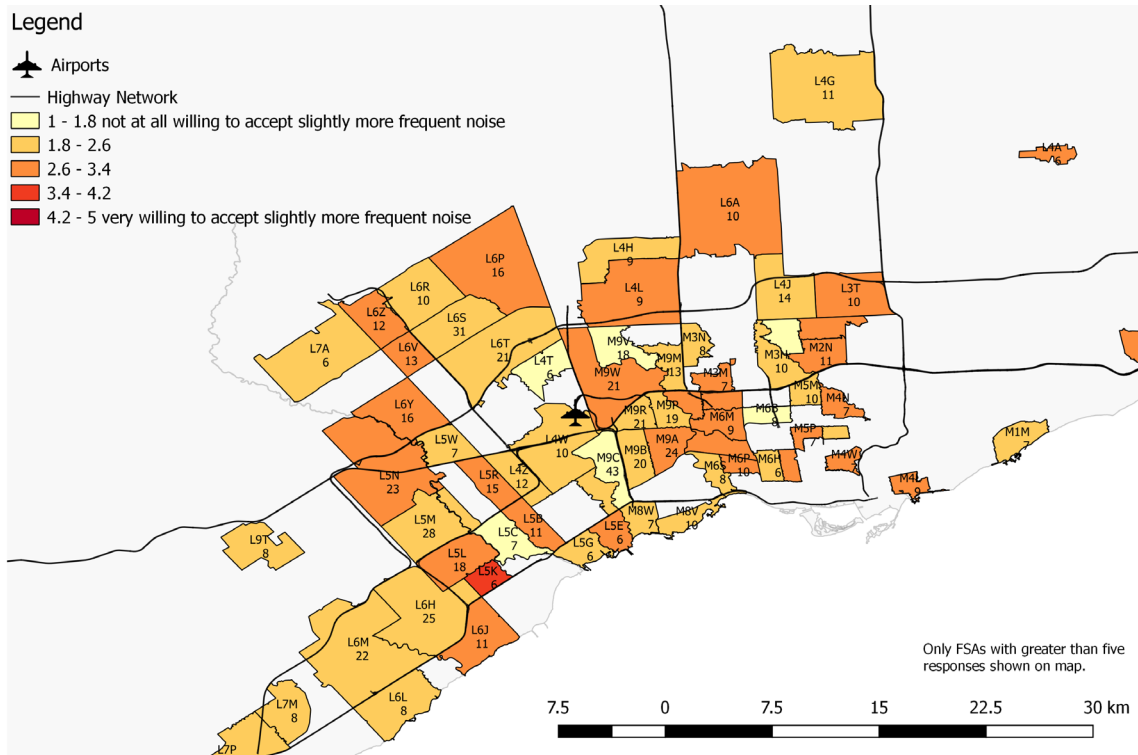 Legend
Airports
Highway Network
1 - 1.8 not at all willing to accept slightly more frequent noise
1.8 - 2.6
2.6 - 3.4
3.4 - 4.2
4.2 - 5 very willing to accept slightly more frequent noise
L4G
11
L4A
6
L6A
10
L4H
9
L6P
16
L6R
10
L4L
9
L4J
14
L3T
10
L6Z
12
L6S
31
L7A
6
L6V
13
L6T
21
L4T
6
M9V
18
M3N
8
M9M
13
M3H
10
M2N
11
M9W
21
M3M
7
M5M
10
M4N
7
L6Y
16
M9R
21
M9P
19
M6M
9
M6B
8
L5W
7
L4W
10
M9A
24
M5P
7
M1M
7
M9B
20
M9C
43
M4W
7
L5N
23
L5R
15
L4Z
12
M6S
8
M6P
10
M6H
6
M4L
9
L5M
28
L5C
7
L5B
11
L5G
6
L5E
6
M8W
7
M8V
10
L9T
8
L5L
18
L5K
6
L6H
25
L6J
11
L6M
22
L6L
8
L7M
8
L7P
Only FSAs with greater than five
responses shown on map.
7.5 0 7.5 15 22.5 30 km